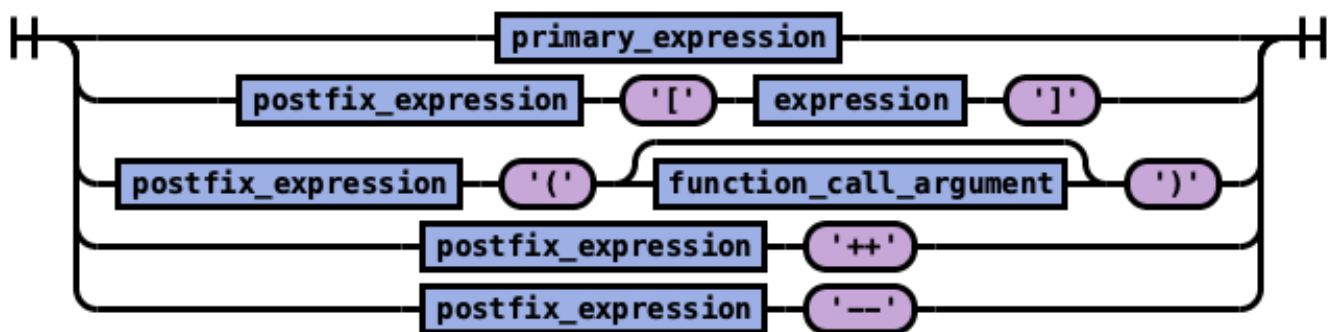 primary_expression
postfix_expression '[' expression ']'
postfix_expression '(' function_call_argument ')'
postfix_expression '++'
postfix_expression '--'